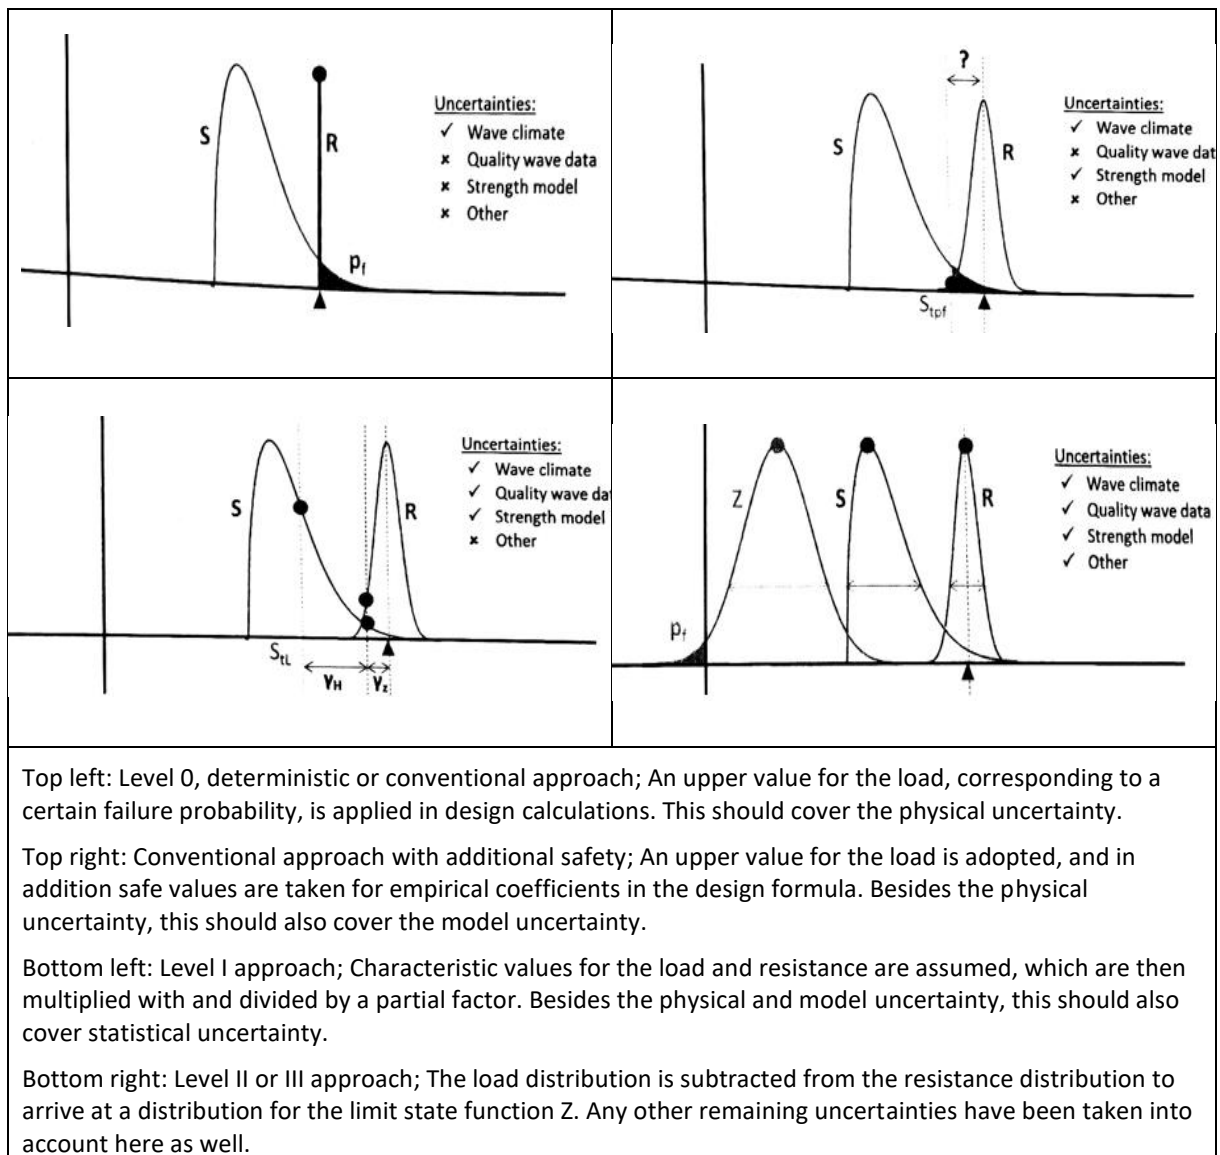 S
R
pf
Uncertainties:
✓ Wave climate
× Quality wave data
× Strength model
× Other
?
S
R
Stpf
Uncertainties:
✓ Wave climate
× Quality wave dat
✓ Strength model
× Other
S
R
StL
γH
γz
Uncertainties:
✓ Wave climate
✓ Quality wave da
✓ Strength model
× Other
Z
S
R
pf
Uncertainties:
✓ Wave climate
✓ Quality wave data
✓ Strength model
✓ Other
Top left: Level 0, deterministic or conventional approach; An upper value for the load, corresponding to a
certain failure probability, is applied in design calculations. This should cover the physical uncertainty.
Top right: Conventional approach with additional safety; An upper value for the load is adopted, and in
addition safe values are taken for empirical coefficients in the design formula. Besides the physical
uncertainty, this should also cover the model uncertainty.
Bottom left: Level I approach; Characteristic values for the load and resistance are assumed, which are then
multiplied with and divided by a partial factor. Besides the physical and model uncertainty, this should also
cover statistical uncertainty.
Bottom right: Level II or III approach; The load distribution is subtracted from the resistance distribution to
arrive at a distribution for the limit state function Z. Any other remaining uncertainties have been taken into
account here as well.